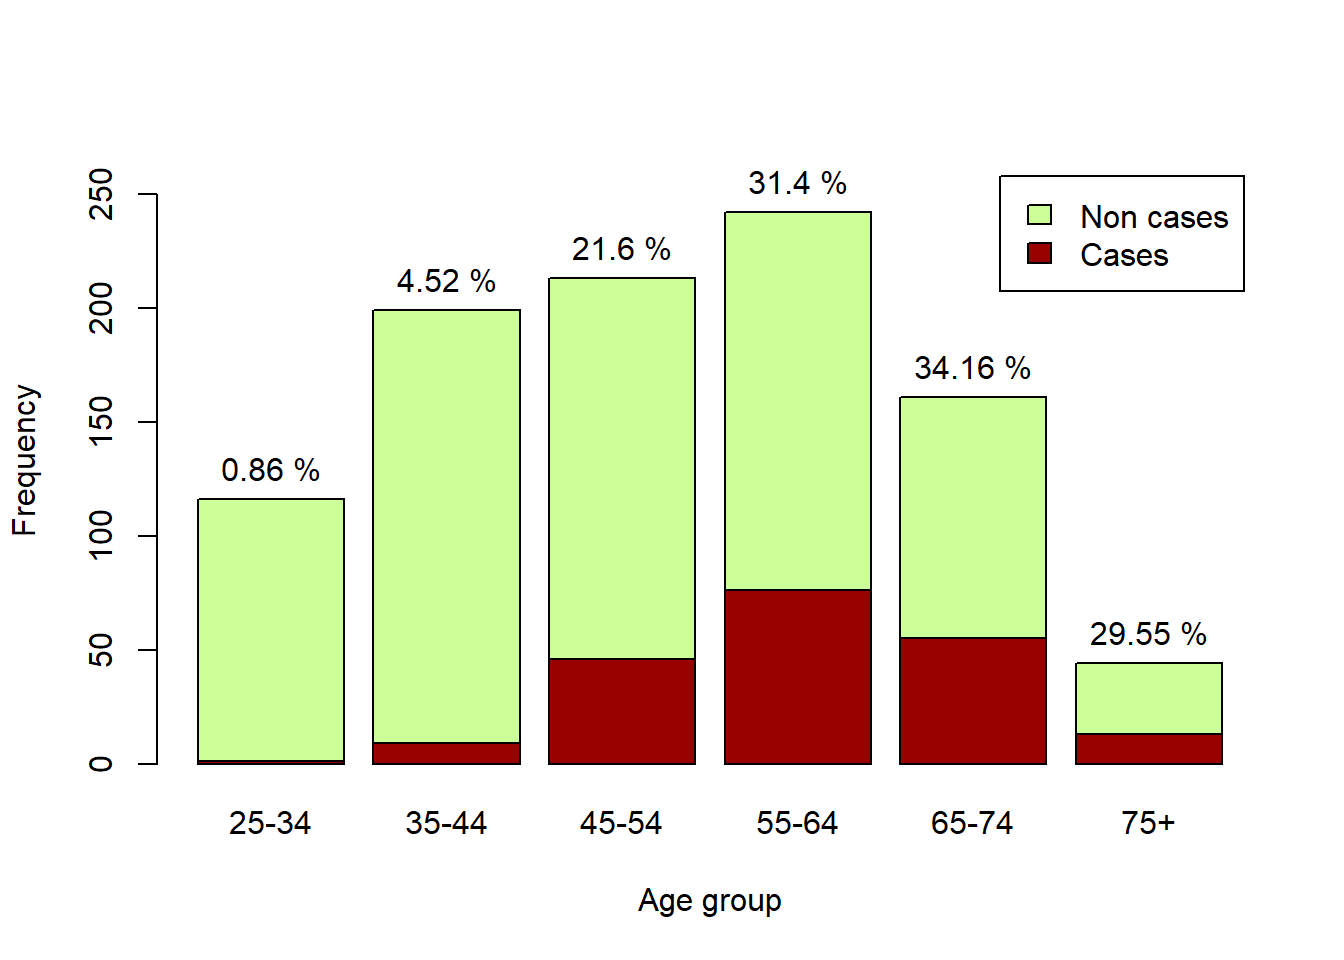 31.4 %
Non cases
Cases
21.6 %
4.52 %
34.16 %
0.86 %
29.55 %
Frequency
250
200
150
100
50
0
25-34 35-44 45-54 55-64 65-74 75+
Age group